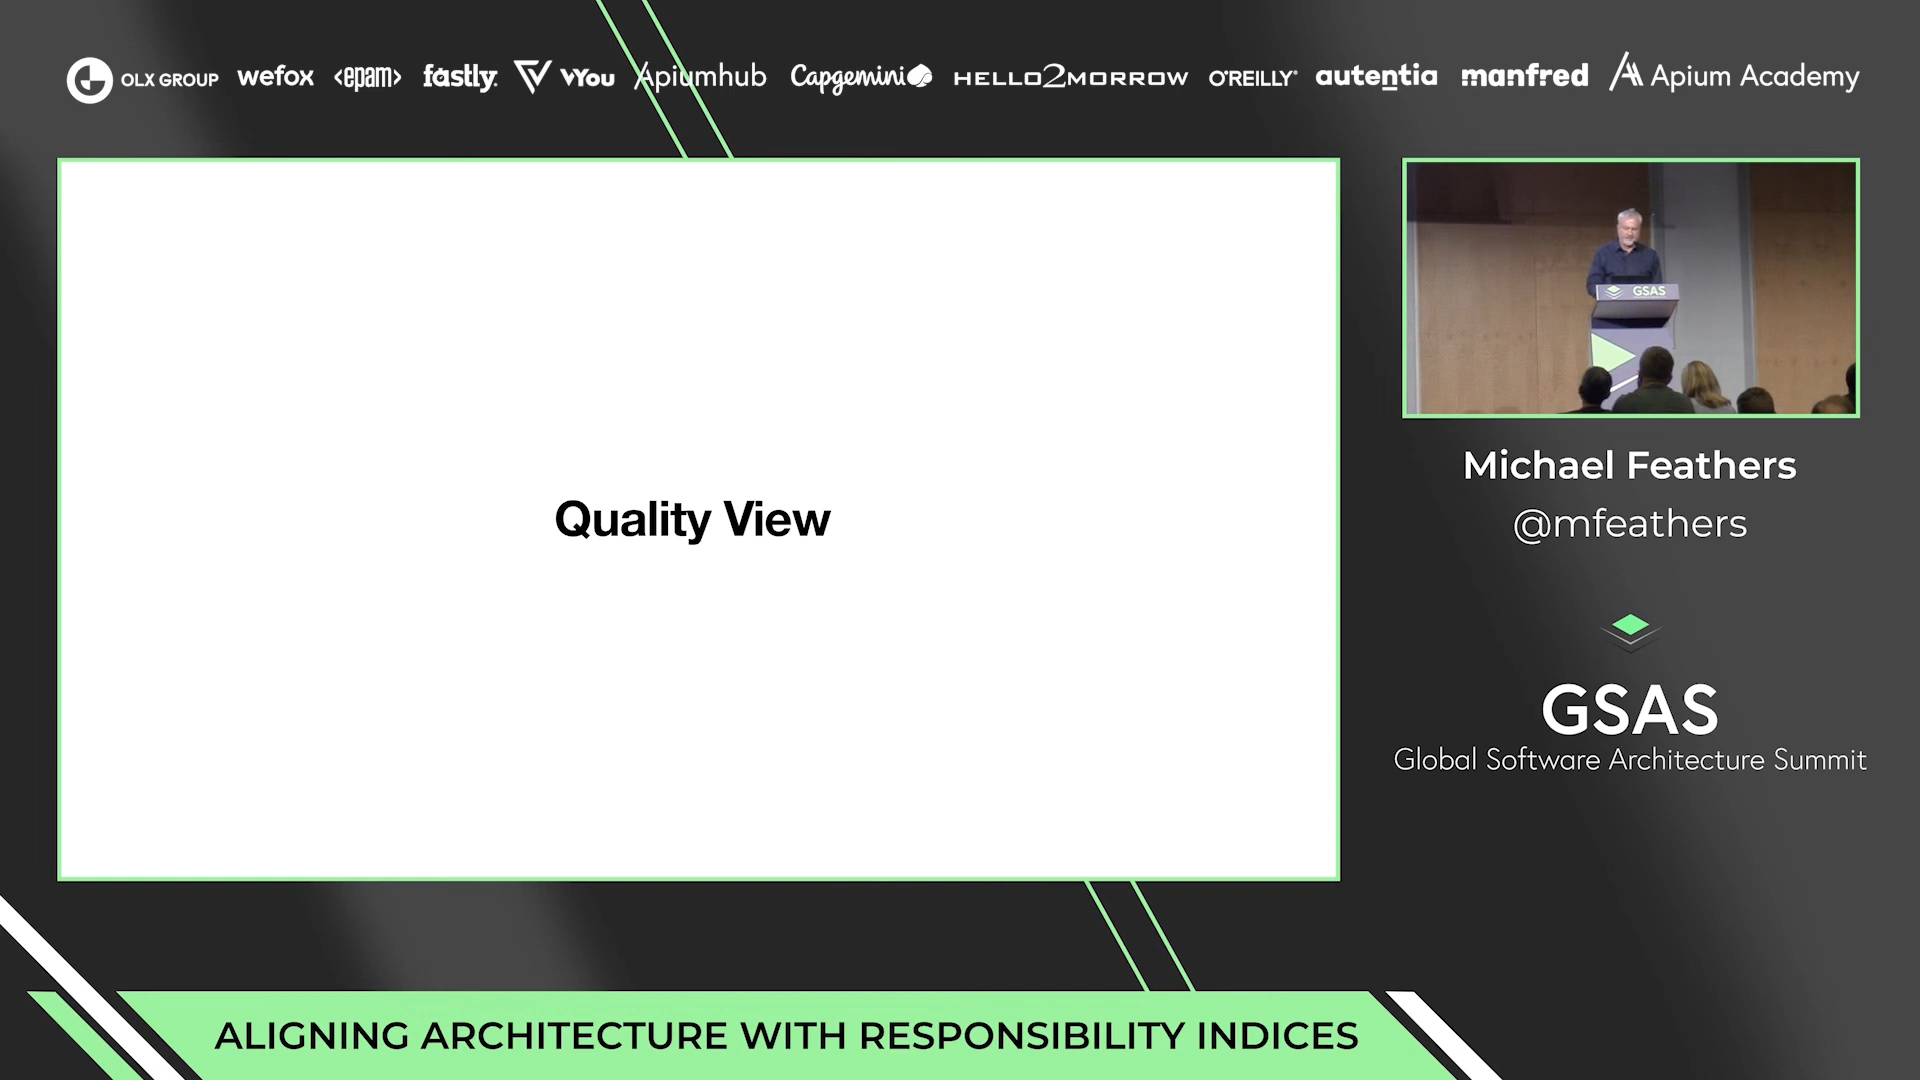 OLX GROUP wefox <epam> fastly VYou Apiumhub Capgemini HELLO2MORROW O'REILLY® autentia manfred Apium Academy
Quality View
GSAS
Michael Feathers
@mfeathers
GSAS
Global Software Architecture Summit
ALIGNING ARCHITECTURE WITH RESPONSIBILITY INDICES